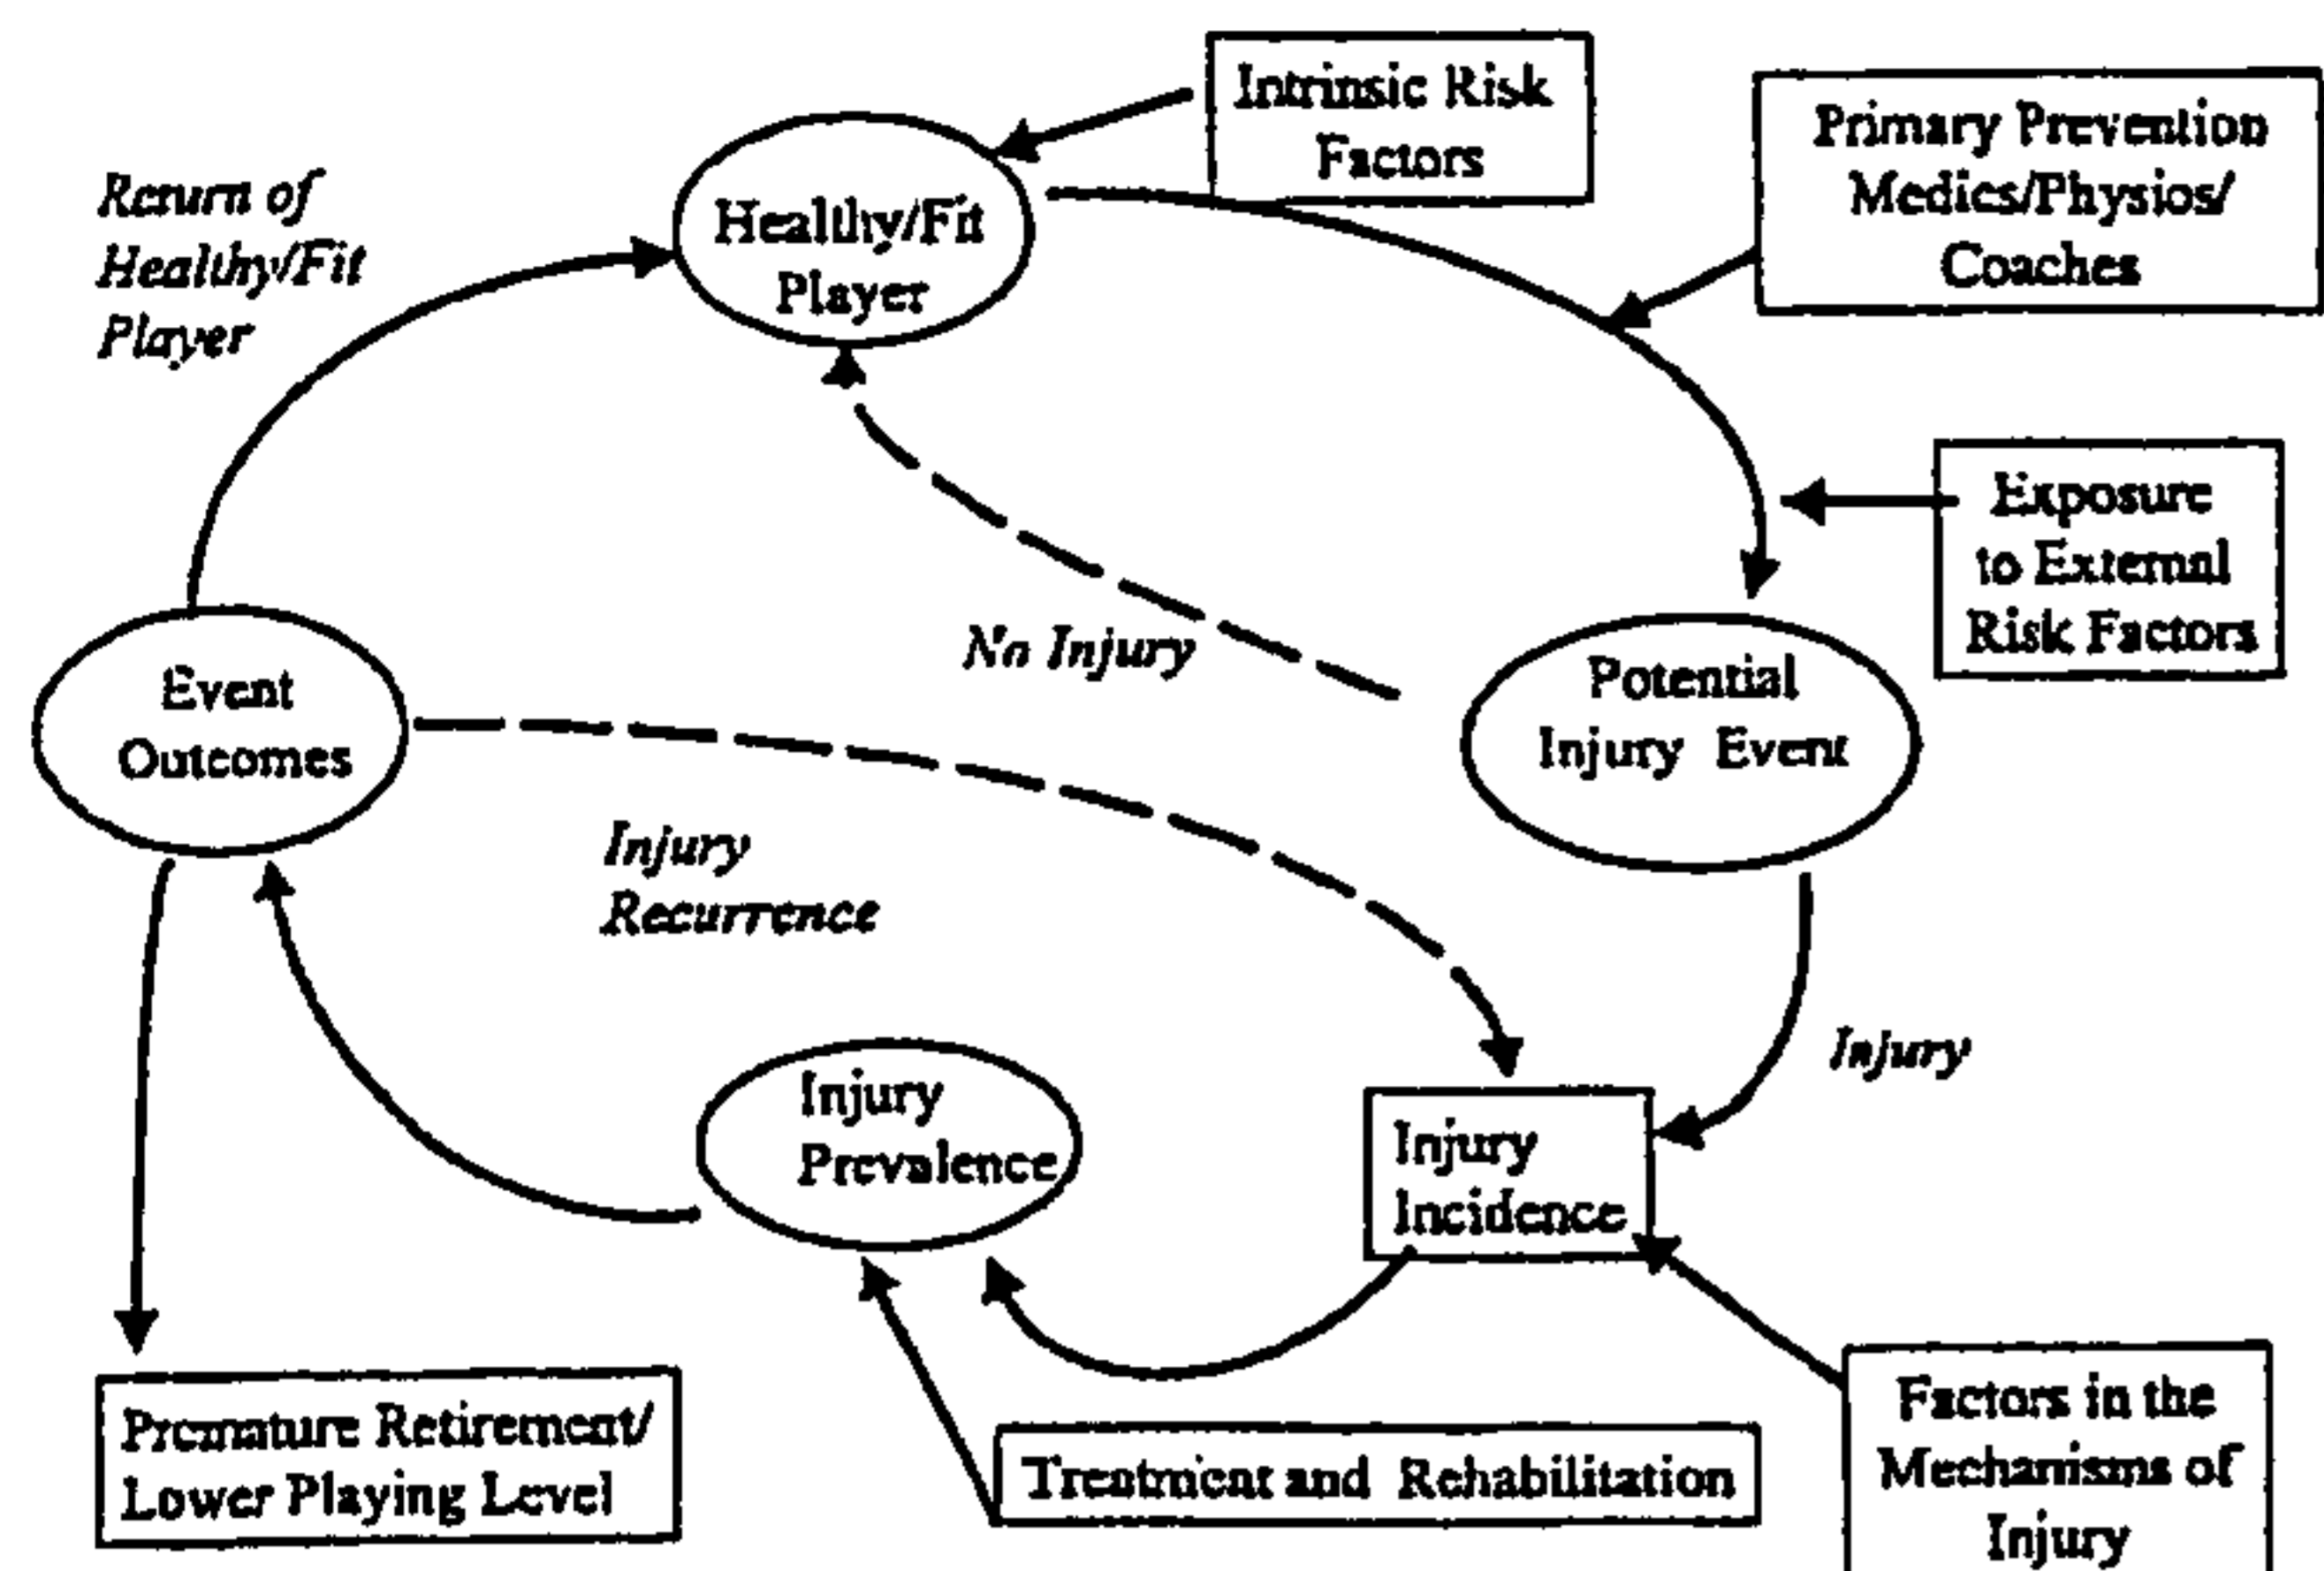 Intrinsic Risk
Factors
Primary Prevention
Medics/Physios/
Coaches
Return of
Healthy/Fit
Player
Healthy/Fit
Player
Exposure
to External
Risk Factors
No Injury
Potential
Injury Event
Event
Outcomes
Injury
Recurrence
Injury
Injury
Prevalence
Injury
Incidence
Premature Retirement/
Lower Playing Level
Treatment and Rehabilitation
Factors in the
Mechanisms of
Injury